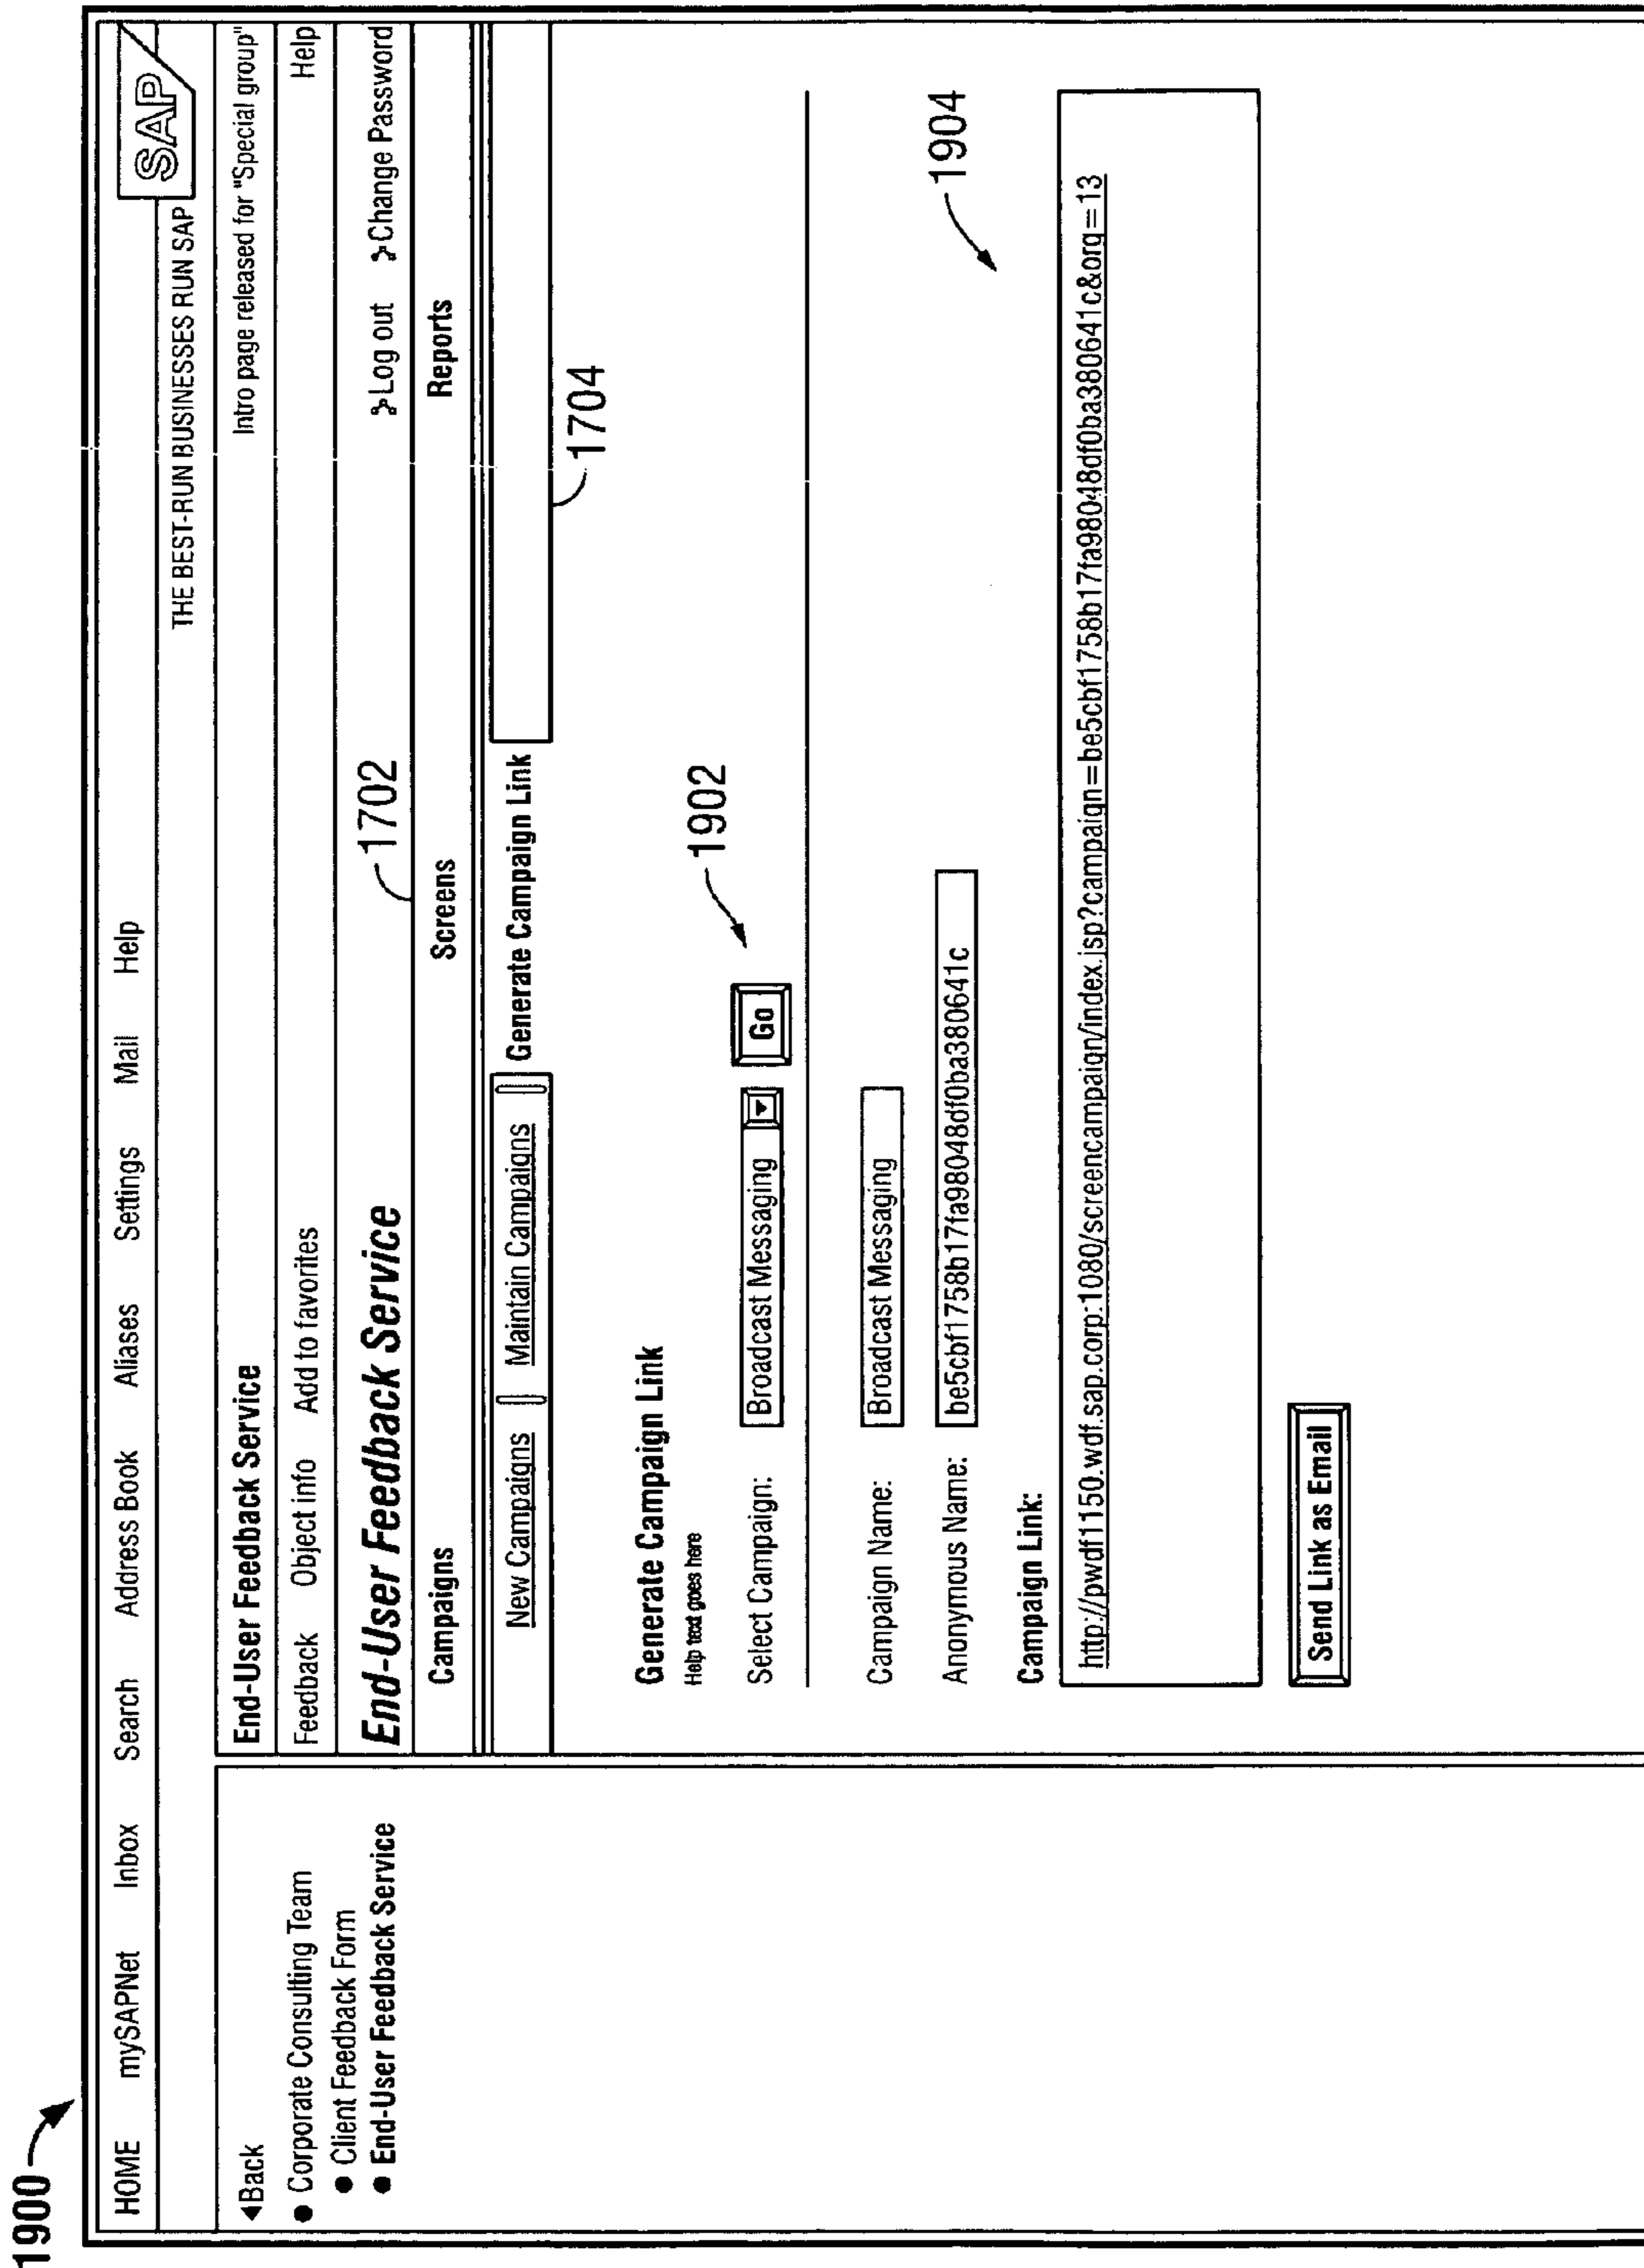 1900
HOME mySAPNet Inbox Search Address Book Aliases Settings Mail Help
SAP
THE BEST-RUN BUSINESSES RUN SAP
◀Back
● Corporate Consulting Team
● Client Feedback Form
● End-User Feedback Service
End-User Feedback Service Intro page released for "Special group"
Feedback Object info Add to favorites Help
End-User Feedback Service 1702 Log out Change Password
Campaigns Screens Reports
New Campaigns Maintain Campaigns Generate Campaign Link
1704
Generate Campaign Link
Help text goes here
1902
Select Campaign: Broadcast Messaging Go
Campaign Name: Broadcast Messaging
Anonymous Name: be5cbf1758b17fa98048df0ba380641c
1904
Campaign Link:
http://pwdf1150.wdf.sap.corp:1080/screencampaign/index.jsp?campaign=be5cbf1758b17fa98048df0ba380641c&org=13
Send Link as Email